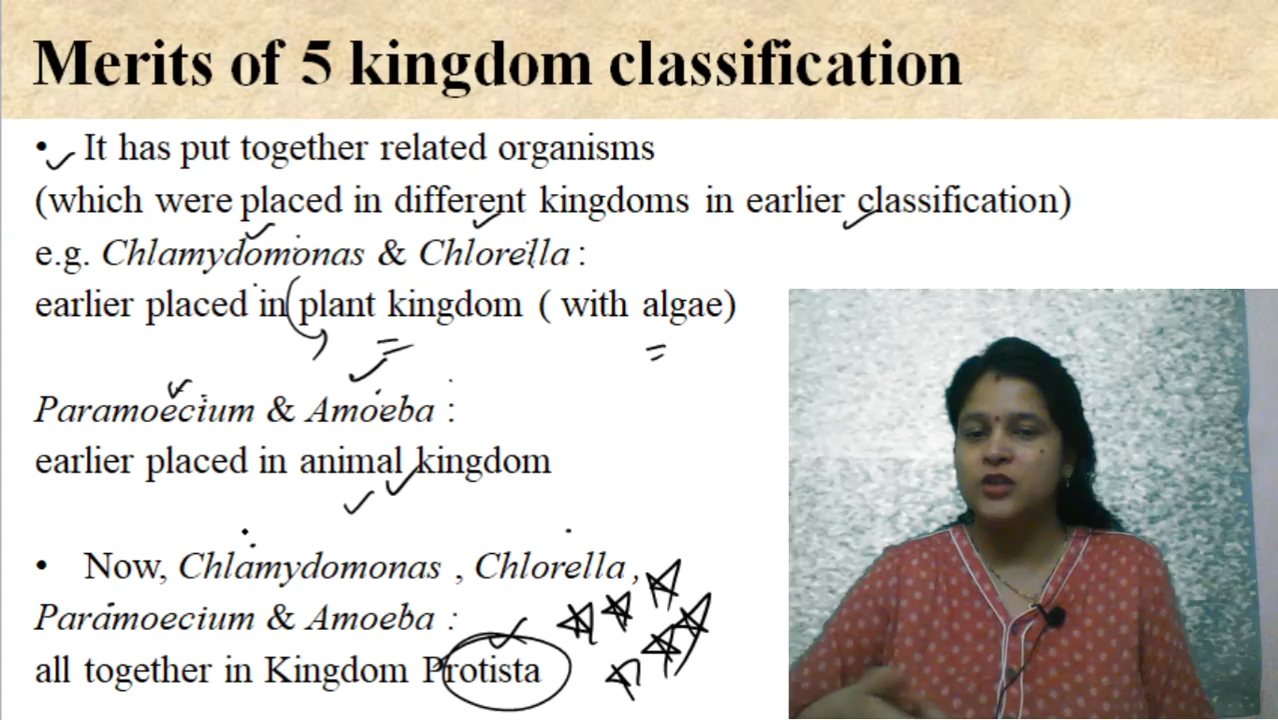 Merits of 5 kingdom classification
• It has put together related organisms
(which were placed in different kingdoms in earlier classification)
e.g. Chlamydomonas & Chlorella :
earlier placed in plant kingdom ( with algae)
Paramoecium & Amoeba :
earlier placed in animal kingdom
• Now, Chlamydomonas , Chlorella ,
Paramoecium & Amoeba :
all together in Kingdom Protista